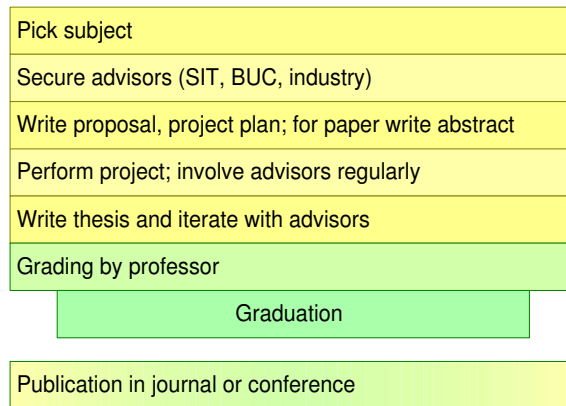 Pick subject
Secure advisors (SIT, BUC, industry)
Write proposal, project plan; for paper write abstract
Perform project; involve advisors regularly
Write thesis and iterate with advisors
Grading by professor
Graduation
Publication in journal or conference